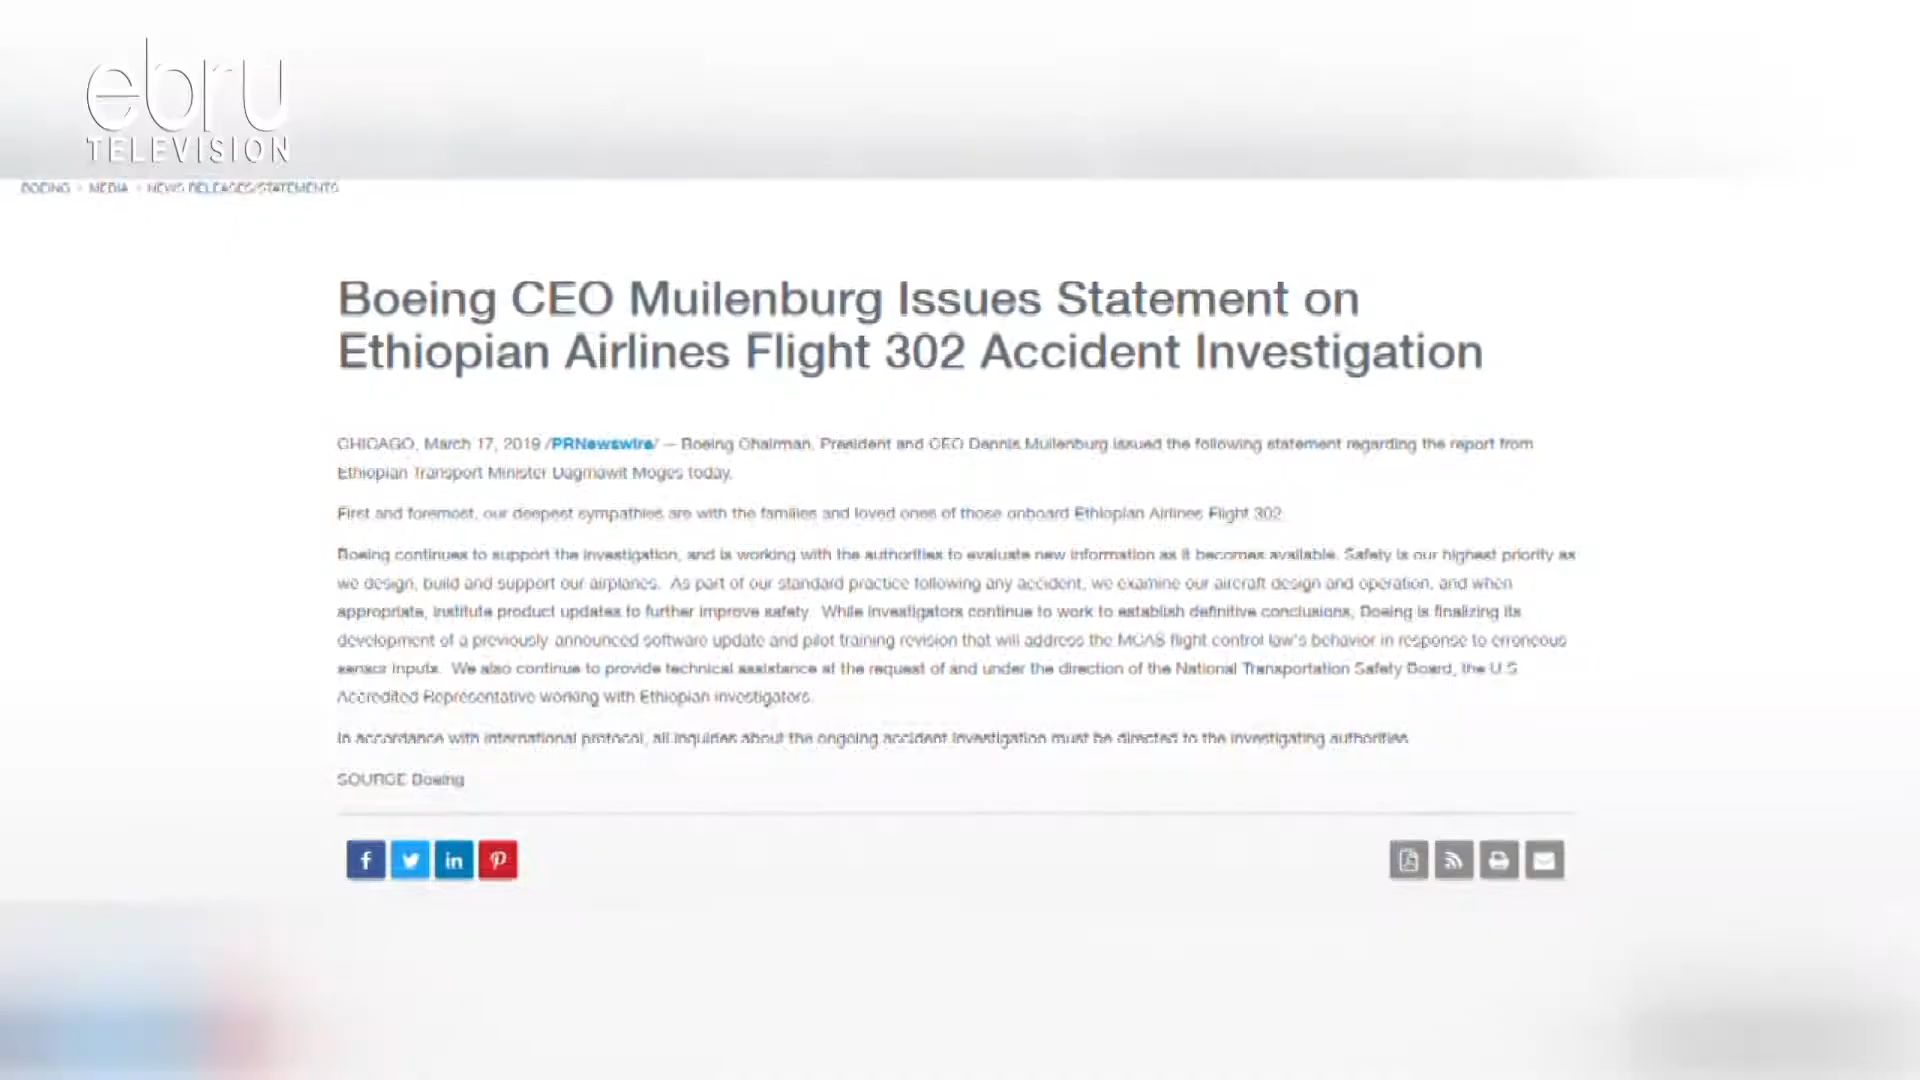 ebru
TELEVISION
BOEING > MEDIA > NEWS RELEASES/STATEMENTS
Boeing CEO Muilenburg Issues Statement on
Ethiopian Airlines Flight 302 Accident Investigation
CHICAGO, March 17, 2019 /PRNewswire/ -- Boeing Chairman, President and CEO Dennis Muilenburg issued the following statement regarding the report from
Ethiopian Transport Minister Dagmawit Moges today.
First and foremost, our deepest sympathies are with the families and loved ones of those onboard Ethiopian Airlines Flight 302.
Boeing continues to support the investigation, and is working with the authorities to evaluate new information as it becomes available. Safety is our highest priority as
we design, build and support our airplanes. As part of our standard practice following any accident, we examine our aircraft design and operation, and when
appropriate, institute product updates to further improve safety. While investigators continue to work to establish definitive conclusions, Boeing is finalizing its
development of a previously announced software update and pilot training revision that will address the MCAS flight control law's behavior in response to erroneous
sensor inputs. We also continue to provide technical assistance at the request of and under the direction of the National Transportation Safety Board, the U.S.
Accredited Representative working with Ethiopian investigators.
In accordance with international protocol, all inquiries about the ongoing accident investigation must be directed to the investigating authorities.
SOURCE Boeing